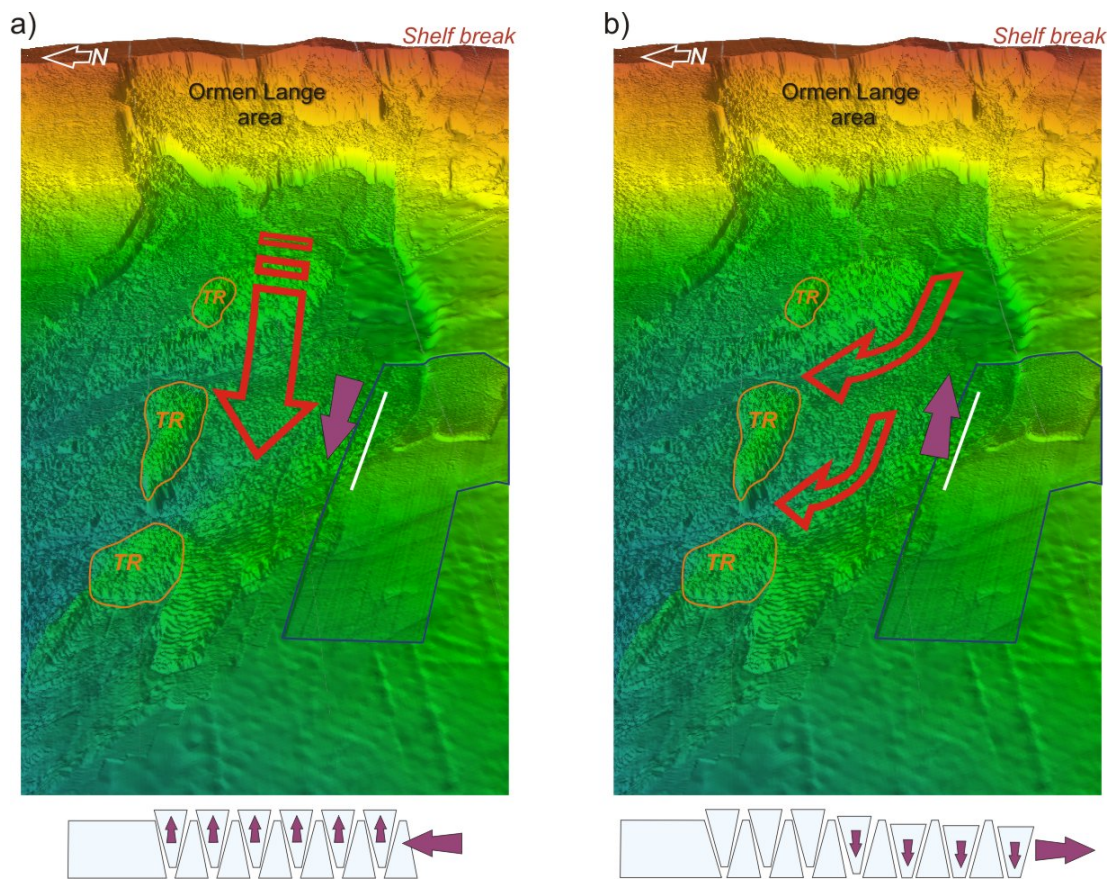 a)
Shelf break
N
Ormen Lange
area
TR
TR
TR
b)
Shelf break
N
Ormen Lange
area
TR
TR
TR